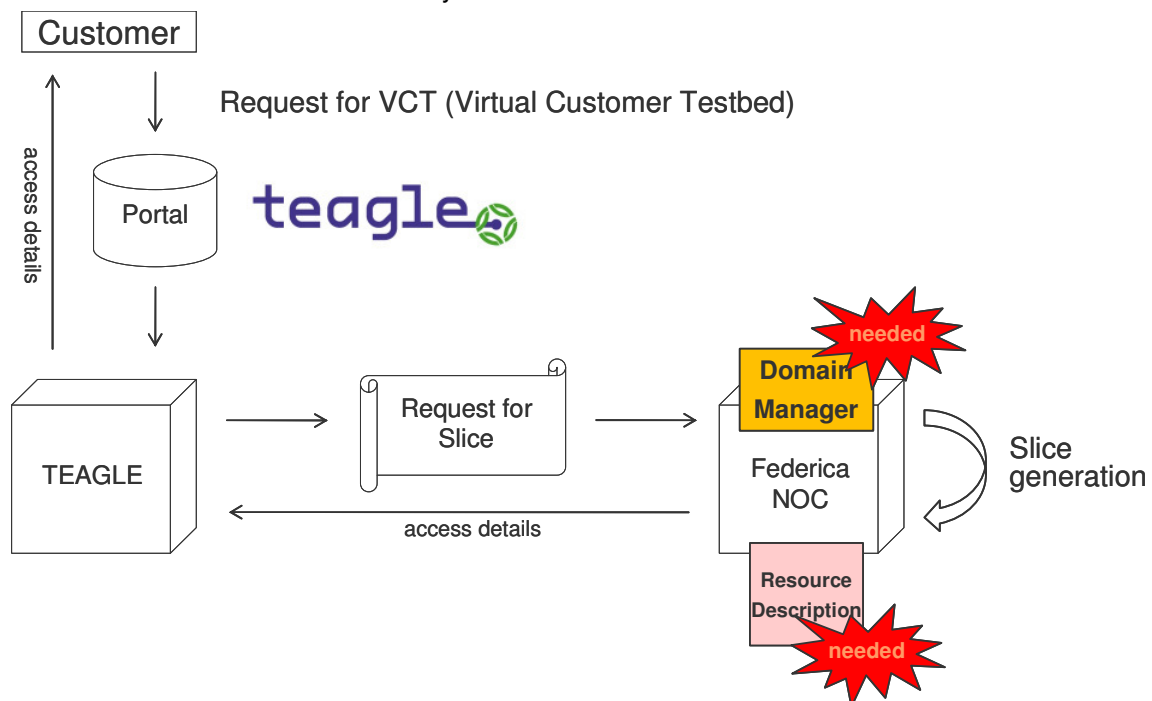 Customer
Request for VCT (Virtual Customer Testbed)
access details
Portal
teagle
needed
Domain
Manager
Request for
Slice
TEAGLE
Federica
NOC
Slice
generation
access details
Resource
Description
needed